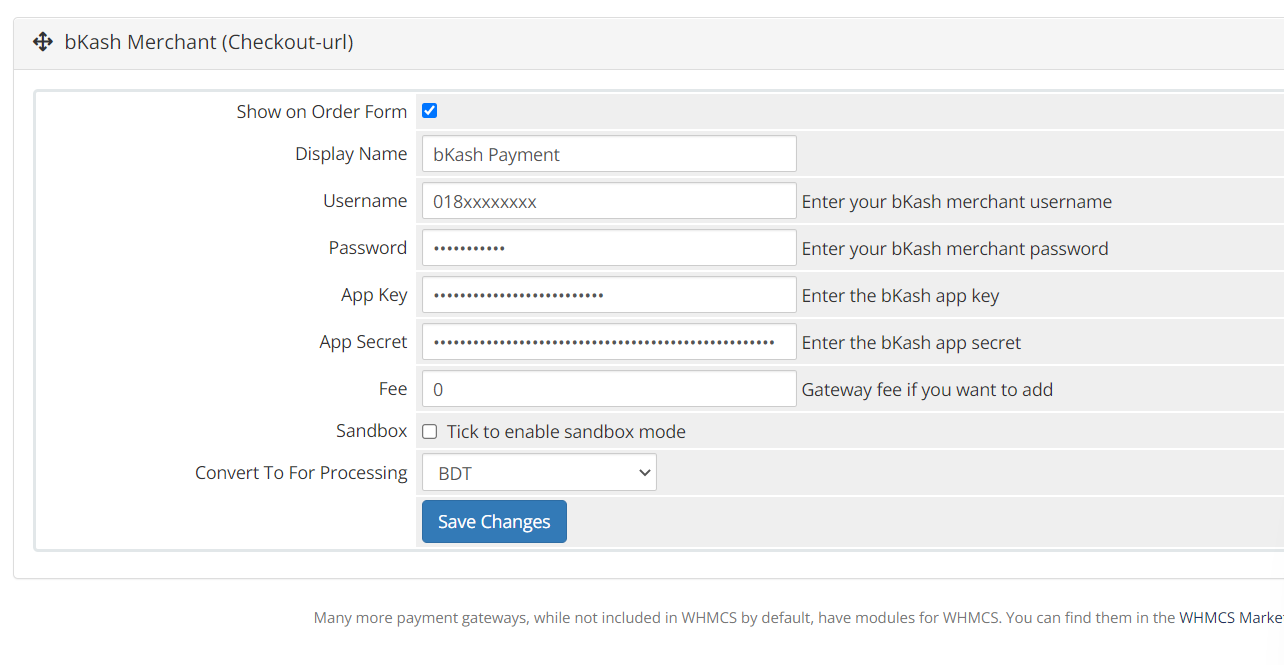 bKash Merchant (Checkout-url)
Show on Order Form
Display Name bKash Payment
Username 018xxxxxxxx Enter your bKash merchant username
Password ••••••••••• Enter your bKash merchant password
App Key •••••••••••••••••••••••••• Enter the bKash app key
App Secret •••••••••••••••••••••••••••••••••••••••••••••••••••• Enter the bKash app secret
Fee 0 Gateway fee if you want to add
Sandbox Tick to enable sandbox mode
Convert To For Processing BDT
Save Changes
Many more payment gateways, while not included in WHMCS by default, have modules for WHMCS. You can find them in the WHMCS Marke